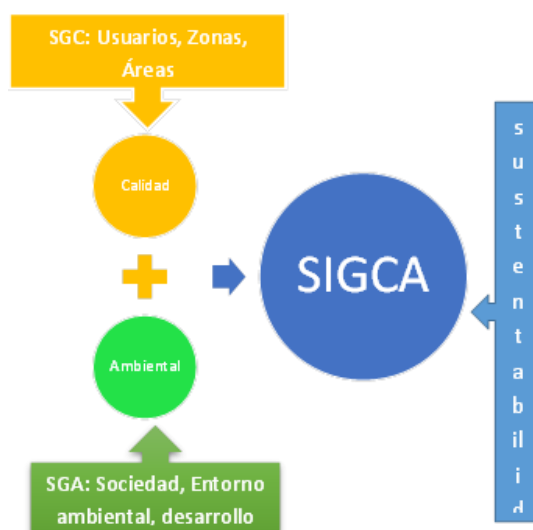 SGC: Usuarios, Zonas,
Áreas
Calidad
SIGCA
Ambiental
SGA: Sociedad, Entorno
ambiental, desarrollo
s
u
s
t
e
n
t
a
b
il
i
d